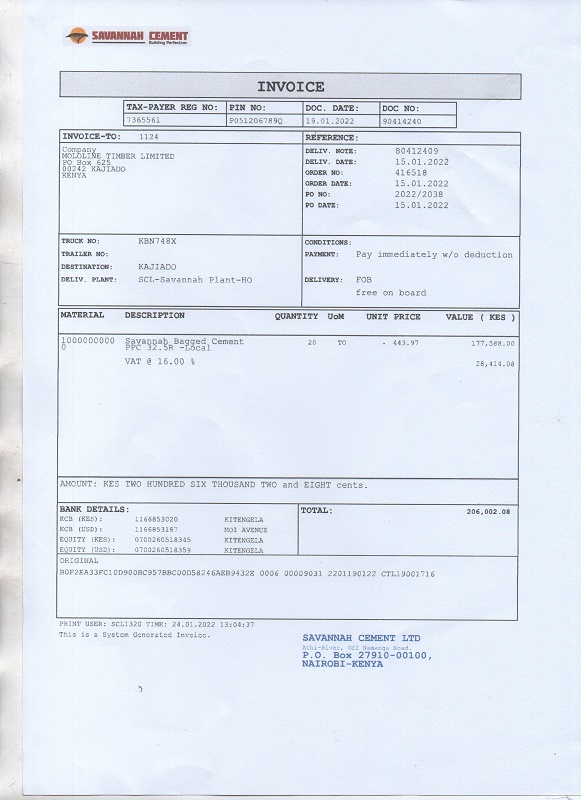 SAVANNAH CEMENT
Building Perfection
INVOICE
TAX-PAYER REG NO: PIN NO: DOC. DATE: DOC NO:
7365561 P051206789Q 19.01.2022 90414240
INVOICE-TO: 1124
Company
MOLOLINE TIMBER LIMITED
PO Box 625
00242 KAJIADO
KENYA
REFERENCE:
DELIV. NOTE: 80412409
DELIV. DATE: 15.01.2022
ORDER NO: 416518
ORDER DATE: 15.01.2022
PO NO: 2022/2038
PO DATE: 15.01.2022
TRUCK NO: KBN748X
TRAILER NO:
DESTINATION: KAJIADO
DELIV. PLANT: SCL-Savannah Plant-HO
CONDITIONS:
PAYMENT: Pay immediately w/o deduction
DELIVERY: FOB
free on board
MATERIAL DESCRIPTION QUANTITY UoM UNIT PRICE VALUE ( KES )
1000000000 Savannah Bagged Cement 20 TO - 443.97 177,588.00
0 PPC 32.5R -Local
VAT @ 16.00 % 28,414.08
AMOUNT: KES TWO HUNDRED SIX THOUSAND TWO and EIGHT cents.
BANK DETAILS:
KCB (KES): 1166853020 KITENGELA
KCB (USD): 1166853187 MOI AVENUE
EQUITY (KES): 0700260518345 KITENGELA
EQUITY (USD): 0700260518359 KITENGELA
TOTAL: 206,002.08
ORIGINAL
B0F2EA33FC10D900BC957BBC00D58246AEB9432E 0006 00009031 2201190122 CTL19001716
PRINT USER: SCL1320 TIME: 24.01.2022 13:04:37
This is a System Generated Invoice.
SAVANNAH CEMENT LTD
Athi-River, Off Namanga Road.
P.O. Box 27910-00100,
NAIROBI-KENYA